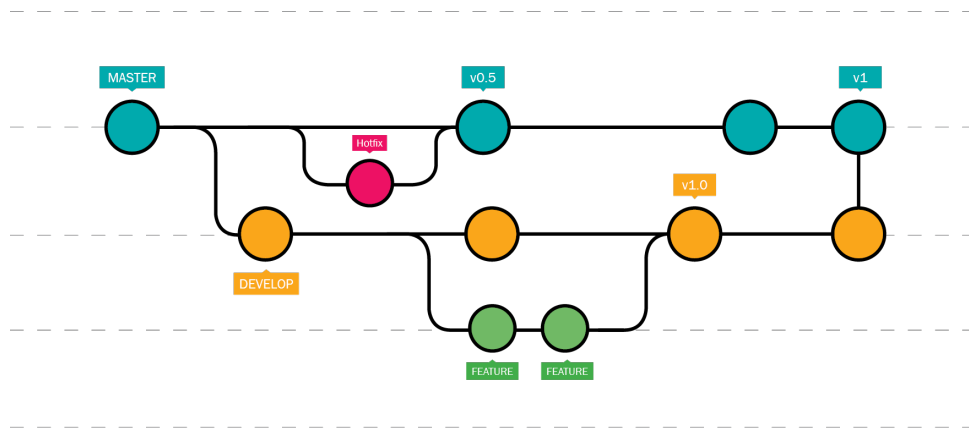 MASTER
v0.5
v1
Hotfix
v1.0
DEVELOP
FEATURE
FEATURE